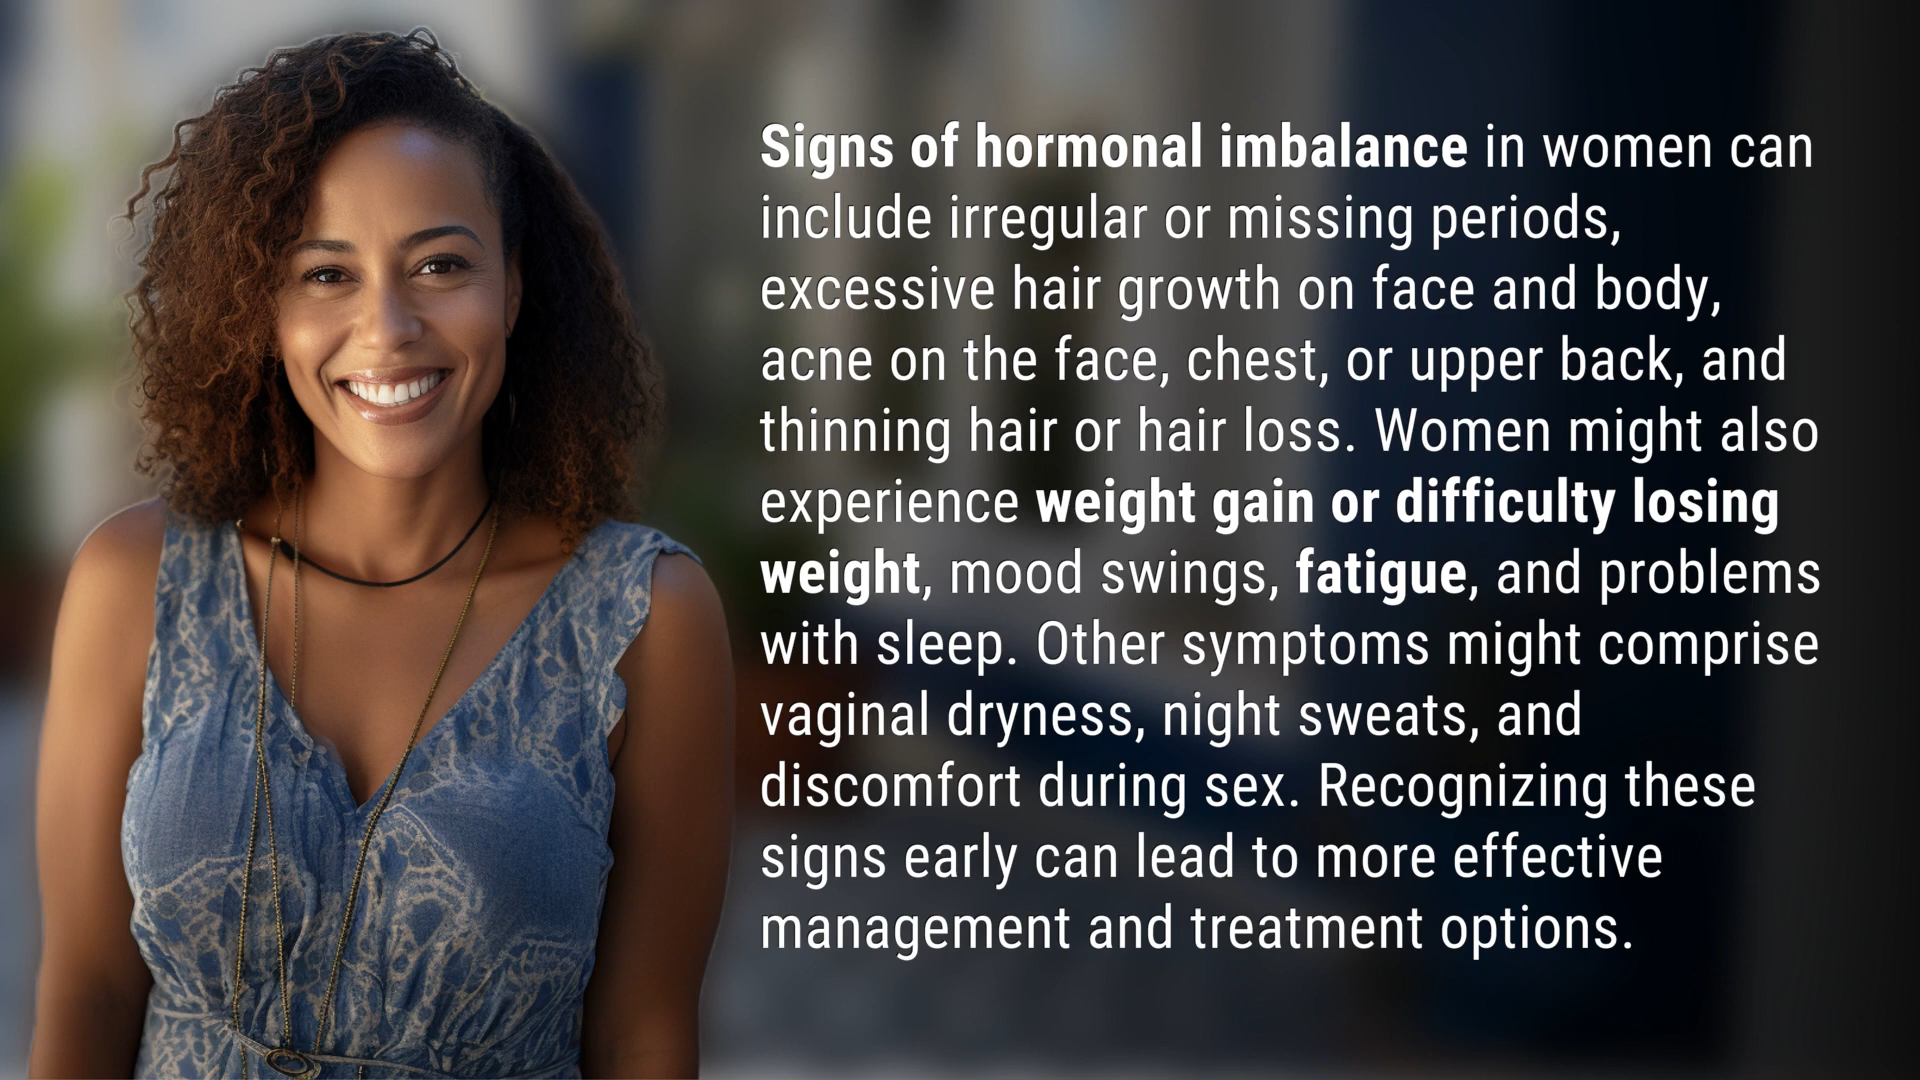 Signs of hormonal imbalance in women can
include irregular or missing periods,
excessive hair growth on face and body,
acne on the face, chest, or upper back, and
thinning hair or hair loss. Women might also
experience weight gain or difficulty losing
weight, mood swings, fatigue, and problems
with sleep. Other symptoms might comprise
vaginal dryness, night sweats, and
discomfort during sex. Recognizing these
signs early can lead to more effective
management and treatment options.